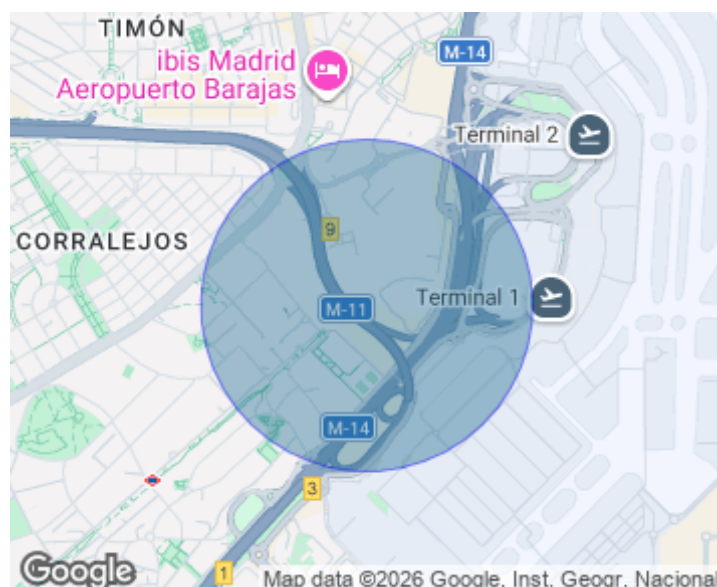 TIMÓN
M-14
ibis Madrid
Aeropuerto Barajas
Terminal 2
9
CORRALEJOS
Terminal 1
M-11
M-14
3
1
Google
Map data ©2026 Google, Inst. Geogr. Nacional